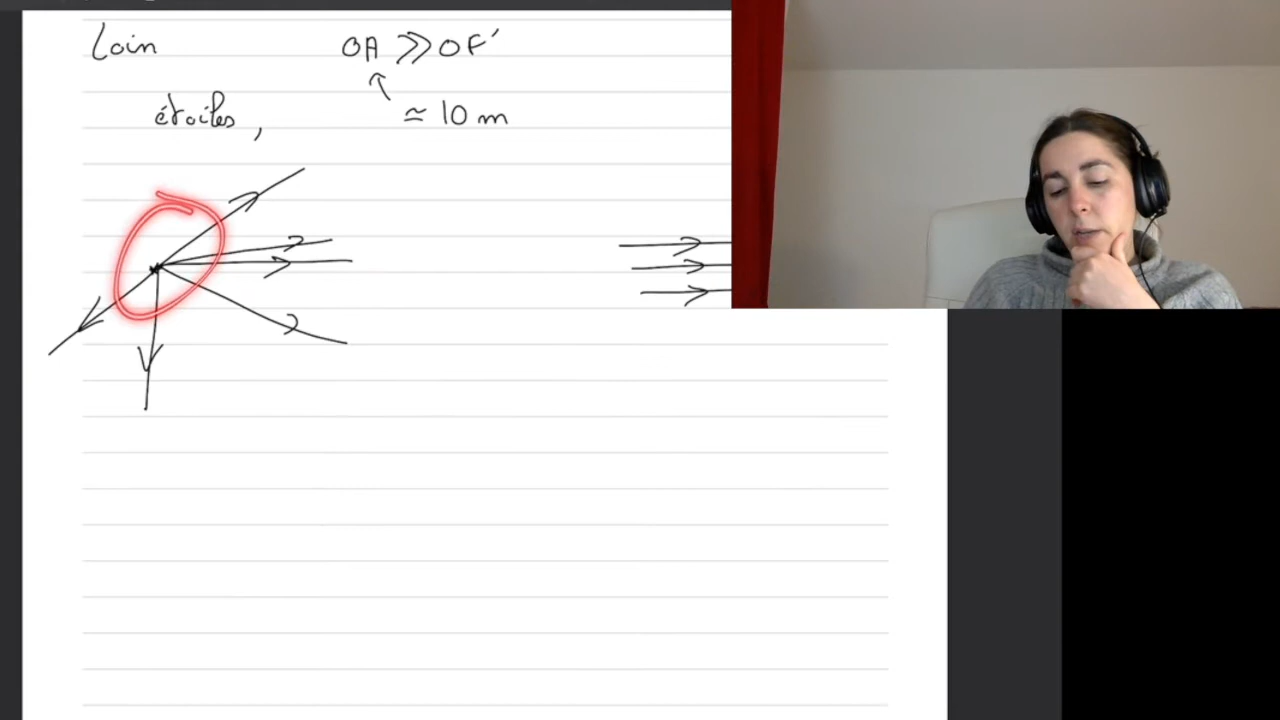 Loin OA >> OF'
étoiles, ≃ 10 m